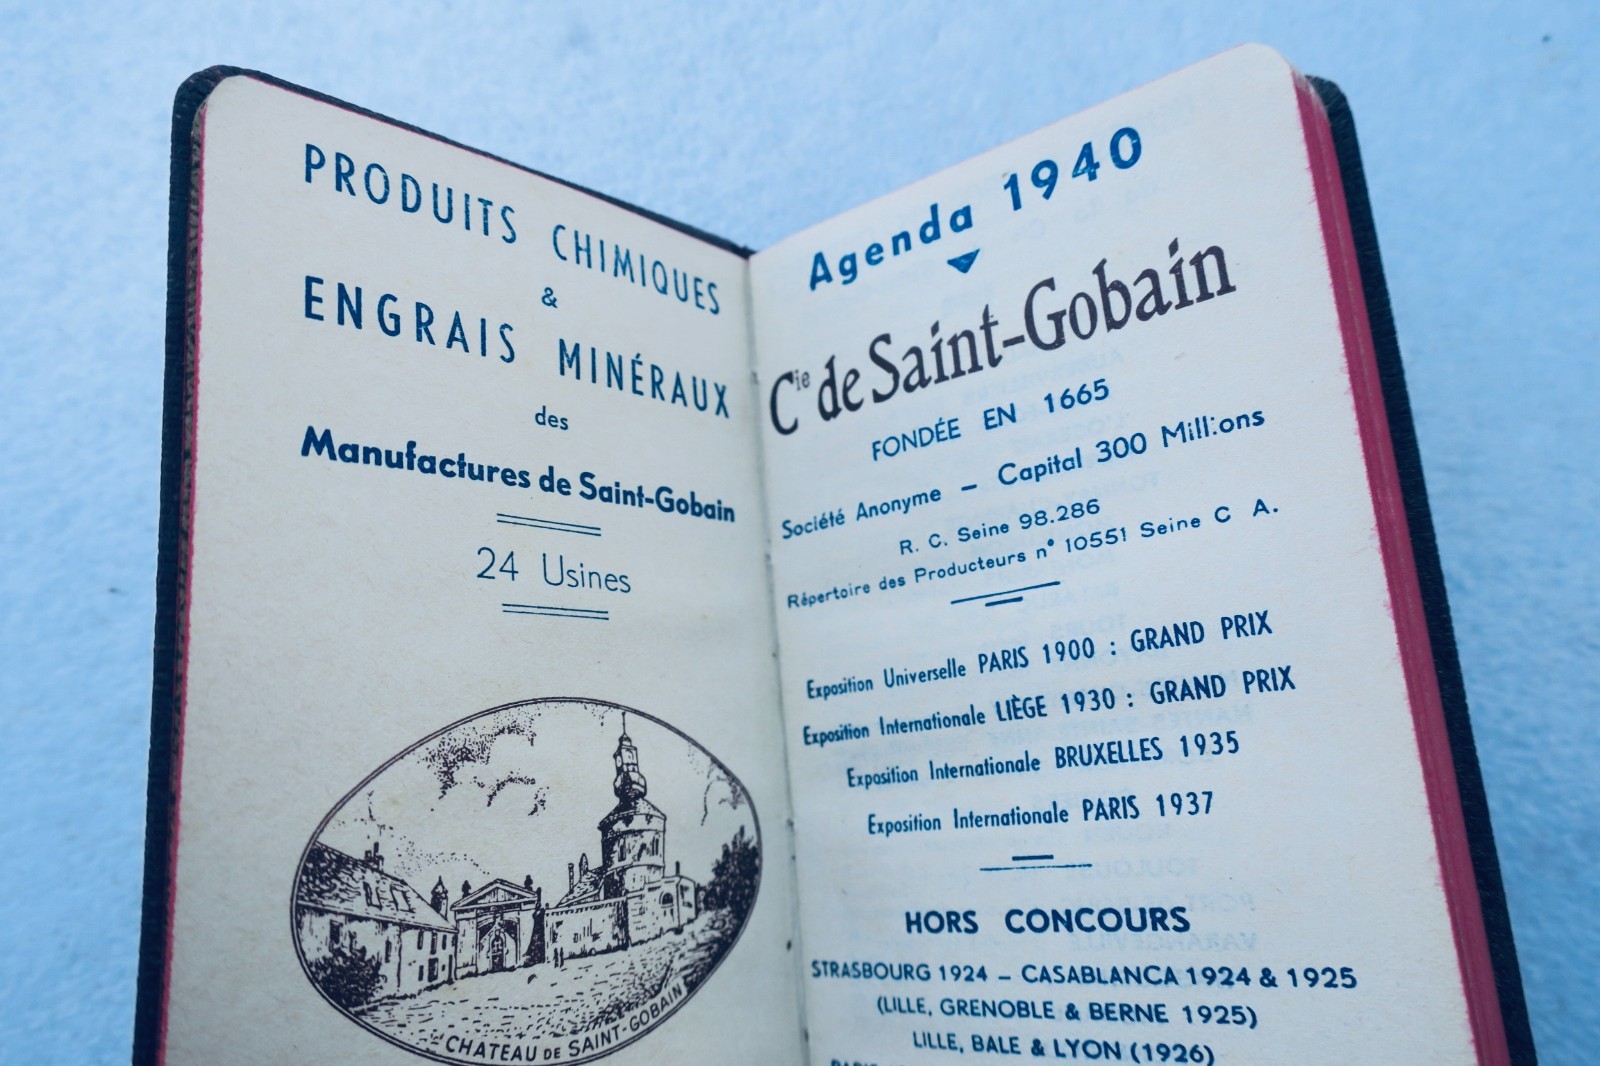 PRODUITS CHIMIQUES
&
ENGRAIS MINÉRAUX
des
Manufactures de Saint-Gobain
24 Usines
CHATEAU DE SAINT-GOBAIN
Agenda 1940
Cie de Saint-Gobain
FONDÉE EN 1665
Société Anonyme — Capital 300 Millions
R. C. Seine 98.286
Répertoire des Producteurs n° 10551 Seine C A.
Exposition Universelle PARIS 1900 : GRAND PRIX
Exposition Internationale LIÈGE 1930 : GRAND PRIX
Exposition Internationale BRUXELLES 1935
Exposition Internationale PARIS 1937
HORS CONCOURS
STRASBOURG 1924 – CASABLANCA 1924 & 1925
(LILLE, GRENOBLE & BERNE 1925)
LILLE, BALE & LYON (1926)